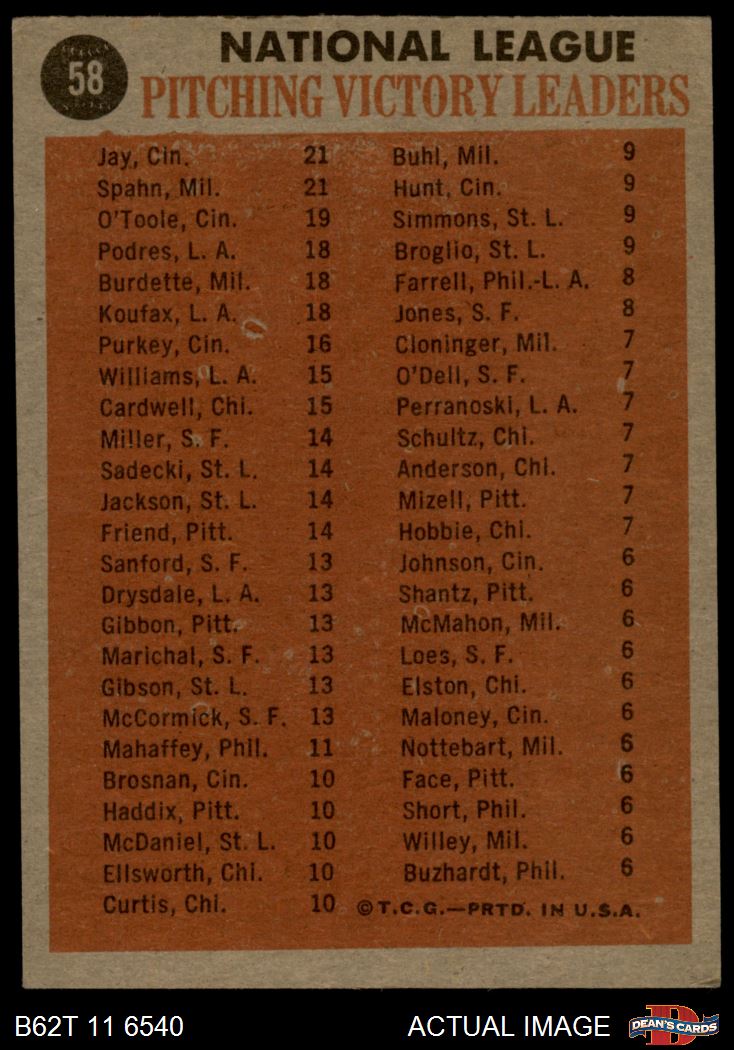 58
NATIONAL LEAGUE
PITCHING VICTORY LEADERS
Jay, Cin. 21
Spahn, Mil. 21
O'Toole, Cin. 19
Podres, L. A. 18
Burdette, Mil. 18
Koufax, L. A. 18
Purkey, Cin. 16
Williams, L. A. 15
Cardwell, Chi. 15
Miller, S. F. 14
Sadecki, St. L. 14
Jackson, St. L. 14
Friend, Pitt. 14
Sanford, S. F. 13
Drysdale, L. A. 13
Gibbon, Pitt. 13
Marichal, S. F. 13
Gibson, St. L. 13
McCormick, S. F. 13
Mahaffey, Phil. 11
Brosnan, Cin. 10
Haddix, Pitt. 10
McDaniel, St. L. 10
Ellsworth, Chi. 10
Curtis, Chi. 10
Buhl, Mil. 9
Hunt, Cin. 9
Simmons, St. L. 9
Broglio, St. L. 9
Farrell, Phil.-L. A. 8
Jones, S. F. 8
Cloninger, Mil. 7
O'Dell, S. F. 7
Perranoski, L. A. 7
Schultz, Chi. 7
Anderson, Chi. 7
Mizell, Pitt. 7
Hobbie, Chi. 7
Johnson, Cin. 6
Shantz, Pitt. 6
McMahon, Mil. 6
Loes, S. F. 6
Elston, Chi. 6
Maloney, Cin. 6
Nottebart, Mil. 6
Face, Pitt. 6
Short, Phil. 6
Willey, Mil. 6
Buzhardt, Phil. 6
©T.C.G.—PRTD. IN U.S.A.
B62T 11 6540
ACTUAL IMAGE
DEAN'S CARDS